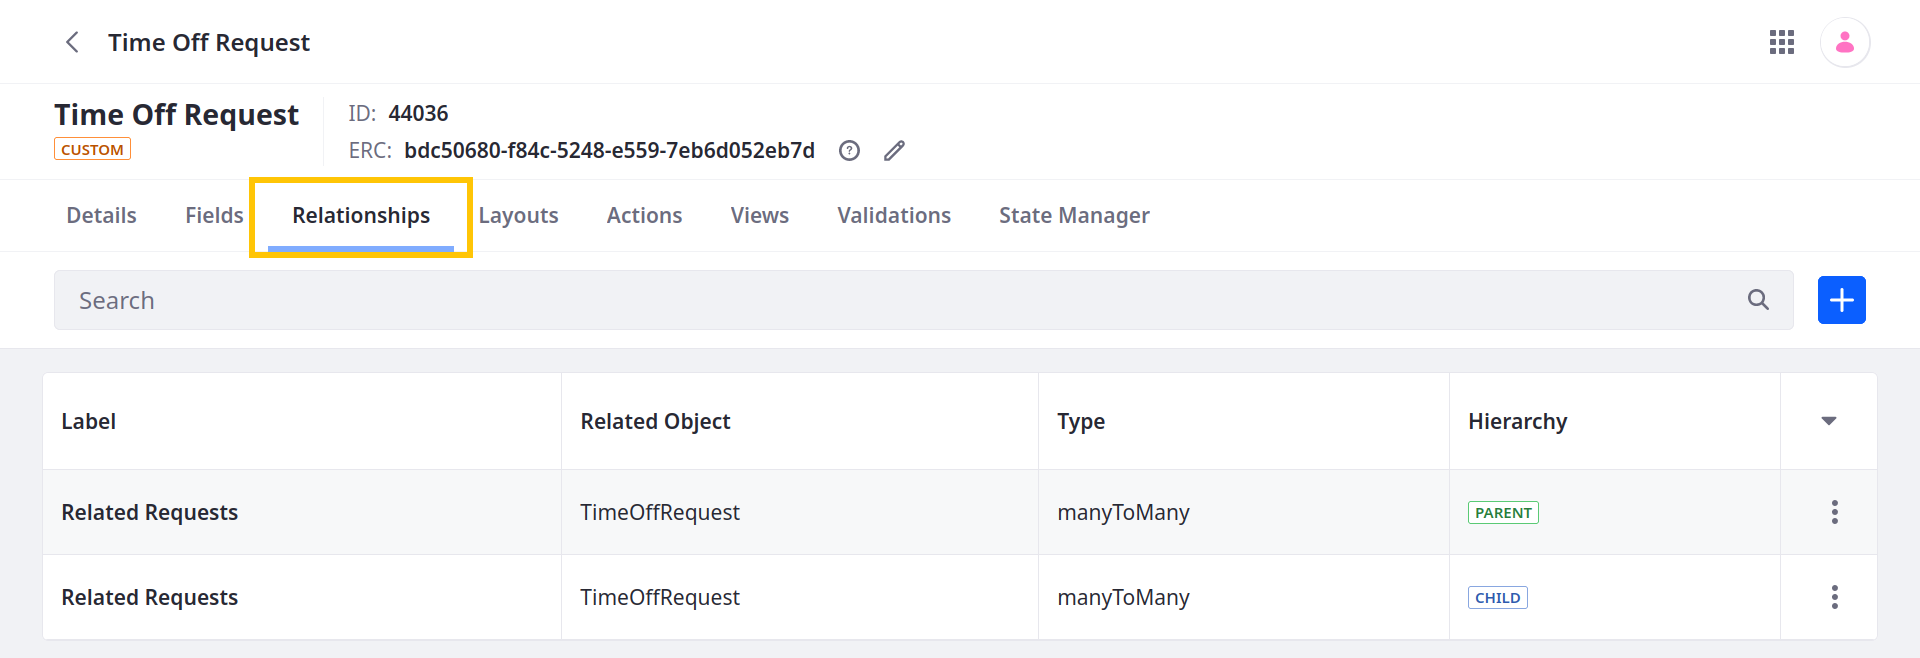 Time Off Request
Time Off Request
CUSTOM
ID: 44036
ERC: bdc50680-f84c-5248-e559-7eb6d052eb7d
Details Fields Relationships Layouts Actions Views Validations State Manager
Search
Label Related Object Type Hierarchy
Related Requests TimeOffRequest manyToMany PARENT
Related Requests TimeOffRequest manyToMany CHILD